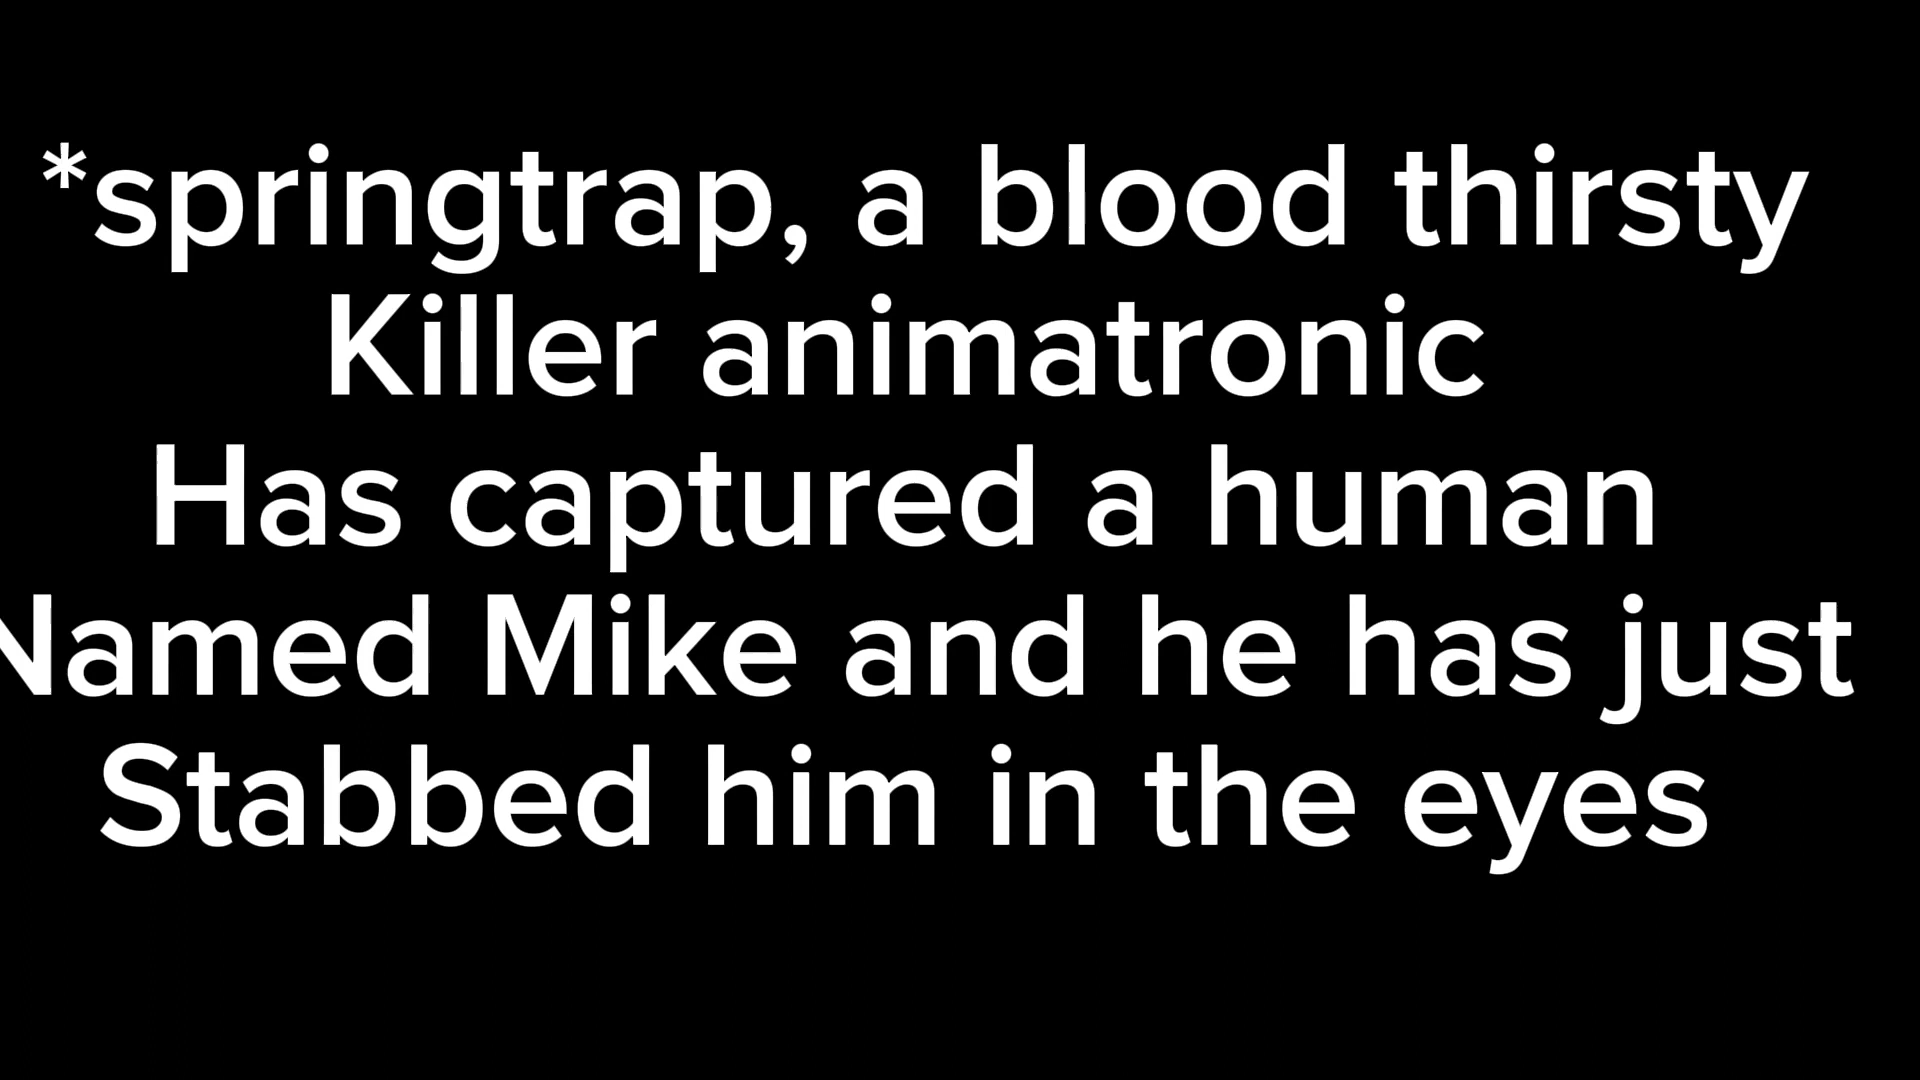 *springtrap, a blood thirsty
Killer animatronic
Has captured a human
Named Mike and he has just
Stabbed him in the eyes